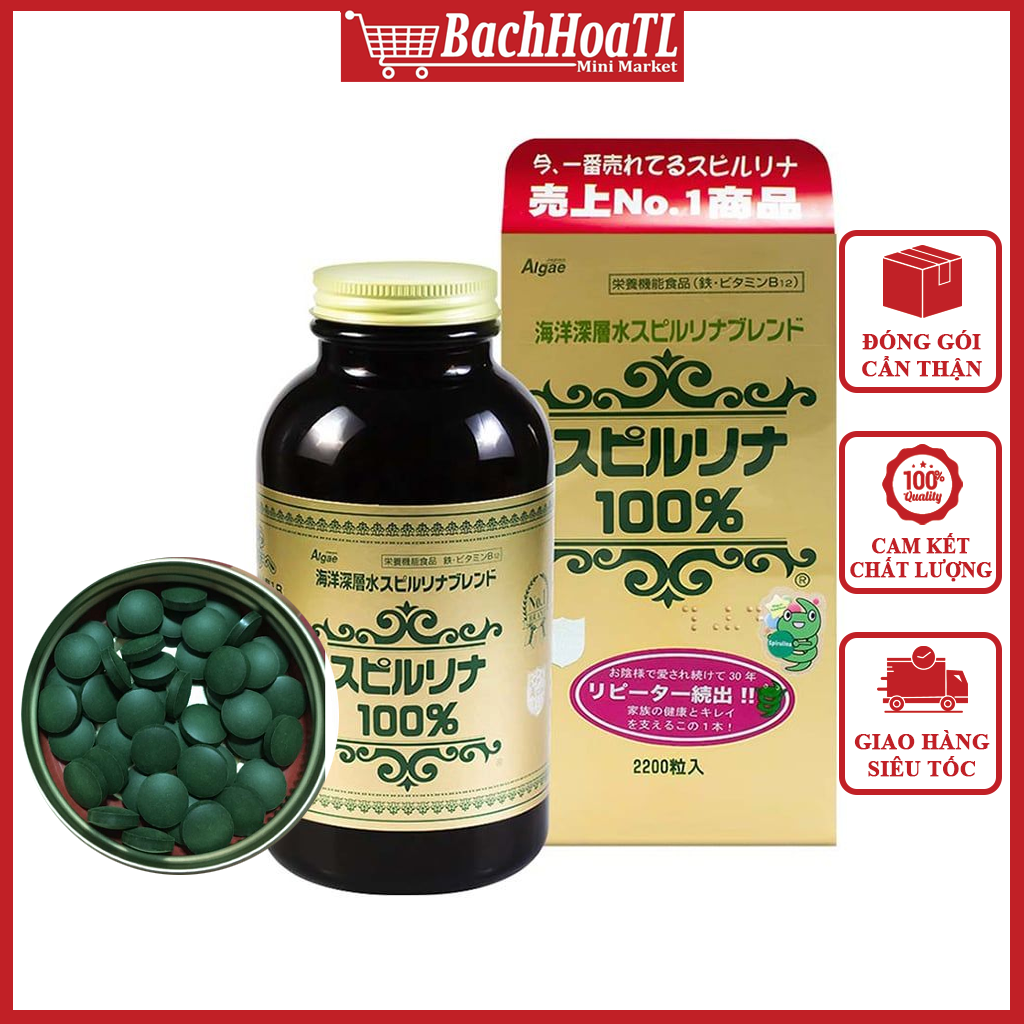 BachHoaTL
Mini Market
今、一番売れてるスピルリナ
売上No.1商品
Algae
栄養機能食品(鉄・ビタミンB12)
海洋深層水スピルリナブレンド
スピルリナ
100%
®
Spirulina
お陰様で愛され続けて30年
リピーター続出!!
家族の健康とキレイ
を支えるこの1本!
2200粒入
Algae
栄養機能食品 鉄・ビタミンB12
海洋深層水スピルリナブレンド
No.1
スピルリナ
100%
ĐÓNG GÓI
CẨN THẬN
100%
Quality
CAM KẾT
CHẤT LƯỢNG
GIAO HÀNG
SIÊU TỐC